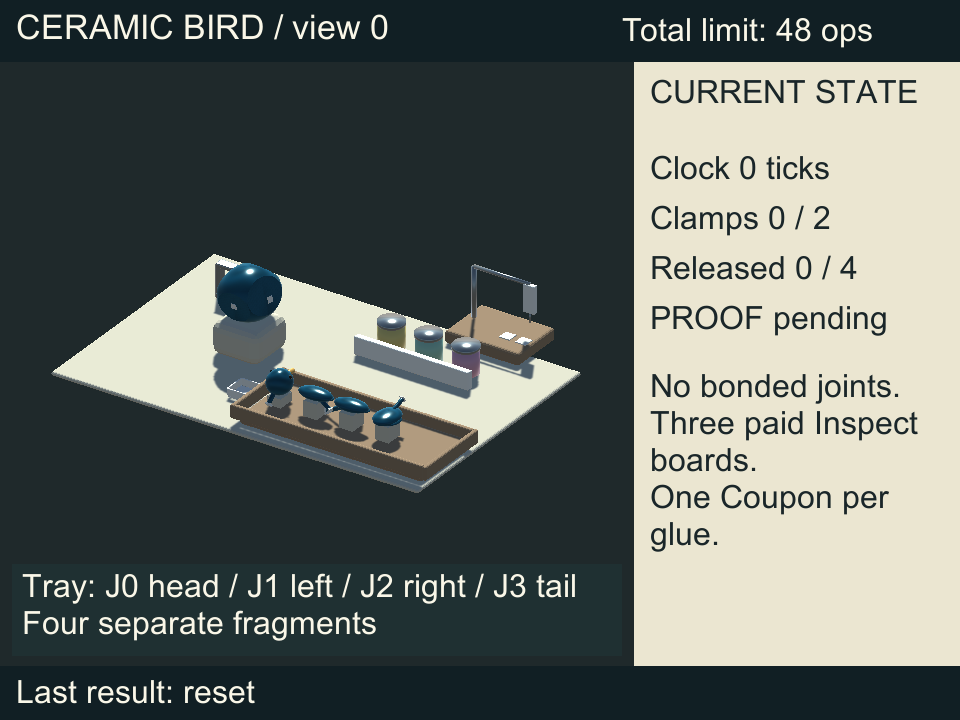 CERAMIC BIRD / view 0
Total limit: 48 ops
CURRENT STATE
Clock 0 ticks
Clamps 0 / 2
Released 0 / 4
PROOF pending
No bonded joints.
Three paid Inspect
boards.
One Coupon per
glue.
Tray: J0 head / J1 left / J2 right / J3 tail
Four separate fragments
Last result: reset